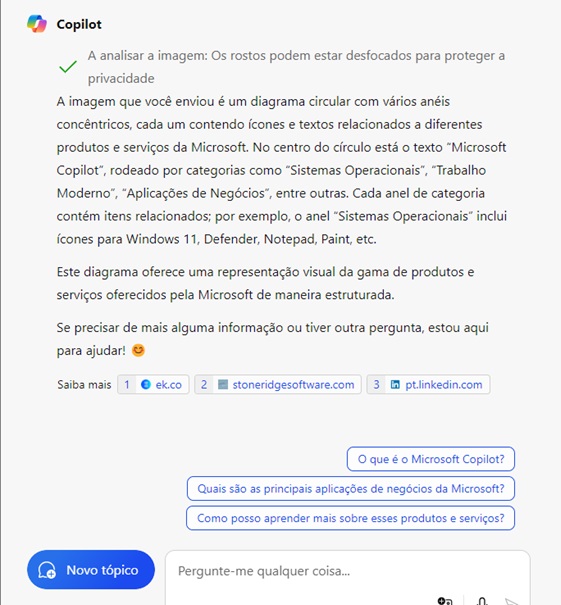 Copilot
A analisar a imagem: Os rostos podem estar desfocados para proteger a
privacidade
A imagem que você enviou é um diagrama circular com vários anéis
concêntricos, cada um contendo ícones e textos relacionados a diferentes
produtos e serviços da Microsoft. No centro do círculo está o texto “Microsoft
Copilot”, rodeado por categorias como “Sistemas Operacionais”, “Trabalho
Moderno”, “Aplicações de Negócios”, entre outras. Cada anel de categoria
contém itens relacionados; por exemplo, o anel “Sistemas Operacionais” inclui
ícones para Windows 11, Defender, Notepad, Paint, etc.
Este diagrama oferece uma representação visual da gama de produtos e
serviços oferecidos pela Microsoft de maneira estruturada.
Se precisar de mais alguma informação ou tiver outra pergunta, estou aqui
para ajudar! 😊
Saiba mais 1 ek.co 2 stoneridgesoftware.com 3 pt.linkedin.com
O que é o Microsoft Copilot?
Quais são as principais aplicações de negócios da Microsoft?
Como posso aprender mais sobre esses produtos e serviços?
Novo tópico
Pergunte-me qualquer coisa...